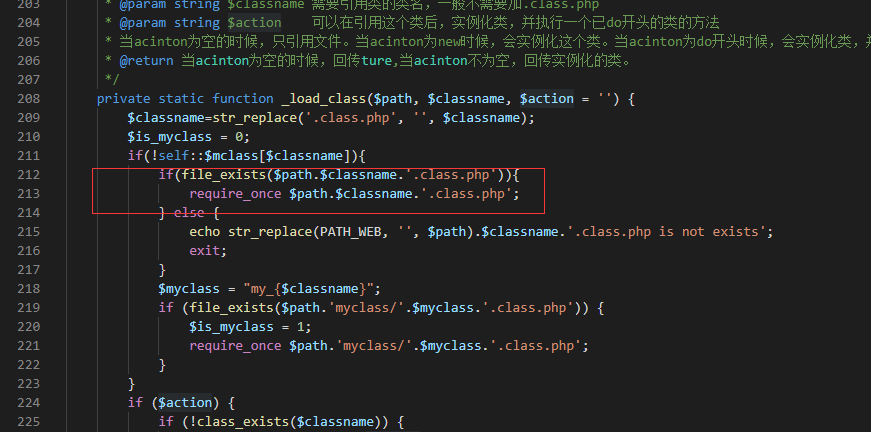 203 * @param string $classname 需要引用类的类名，一般不需要加.class.php
204 * @param string $action 可以在引用这个类后，实例化类，并执行一个已do开头的类的方法
205 * 当acinton为空的时候，只引用文件。当acinton为new时候，会实例化这个类。当acinton为do开头时候，会实例化类，并
206 * @return 当acinton为空的时候，回传ture,当acinton不为空，回传实例化的类。
207 */
208 private static function _load_class($path, $classname, $action = '') {
209 $classname=str_replace('.class.php', '', $classname);
210 $is_myclass = 0;
211 if(!self::$mclass[$classname]){
212 if(file_exists($path.$classname.'.class.php')){
213 require_once $path.$classname.'.class.php';
214 } else {
215 echo str_replace(PATH_WEB, '', $path).$classname.'.class.php is not exists';
216 exit;
217 }
218 $myclass = "my_{$classname}";
219 if (file_exists($path.'myclass/'.$myclass.'.class.php')) {
220 $is_myclass = 1;
221 require_once $path.'myclass/'.$myclass.'.class.php';
222 }
223 }
224 if ($action) {
225 if (!class_exists($classname)) {